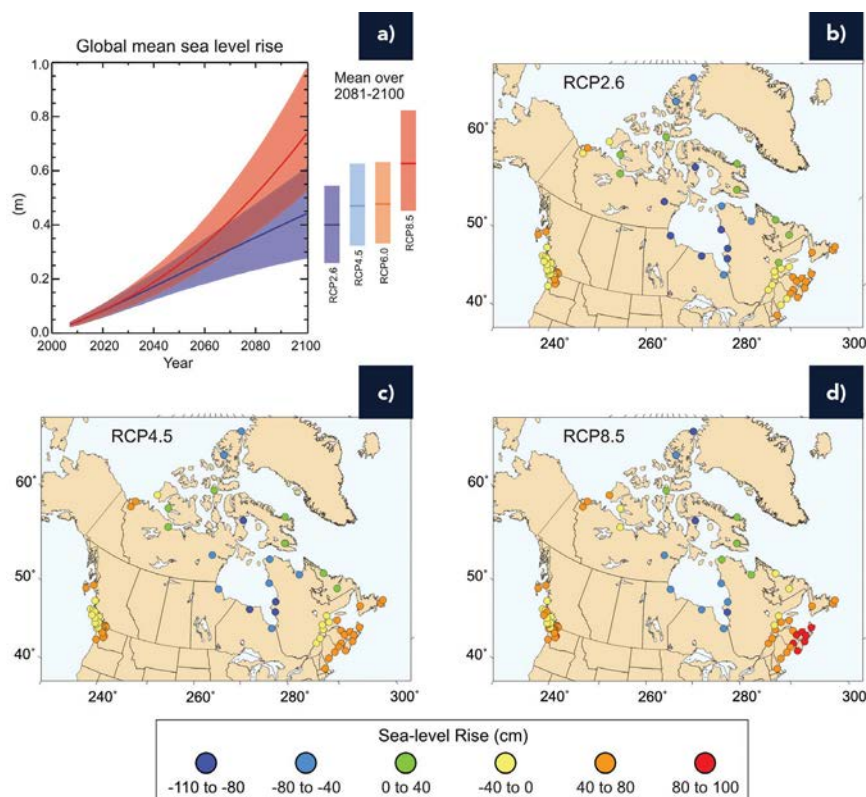 a)
Global mean sea level rise
1.0
0.8
0.6
0.4
0.2
0.0
(m)
2000 2020 2040 2060 2080 2100
Year
Mean over
2081-2100
RCP2.6
RCP4.5
RCP6.0
RCP8.5
b)
RCP2.6
60˚
50˚
40˚
240˚ 260˚ 280˚ 300˚
c)
RCP4.5
60˚
50˚
40˚
240˚ 260˚ 280˚ 300˚
d)
RCP8.5
60˚
50˚
40˚
240˚ 260˚ 280˚ 300˚
Sea-level Rise (cm)
-110 to -80 -80 to -40 0 to 40 -40 to 0 40 to 80 80 to 100